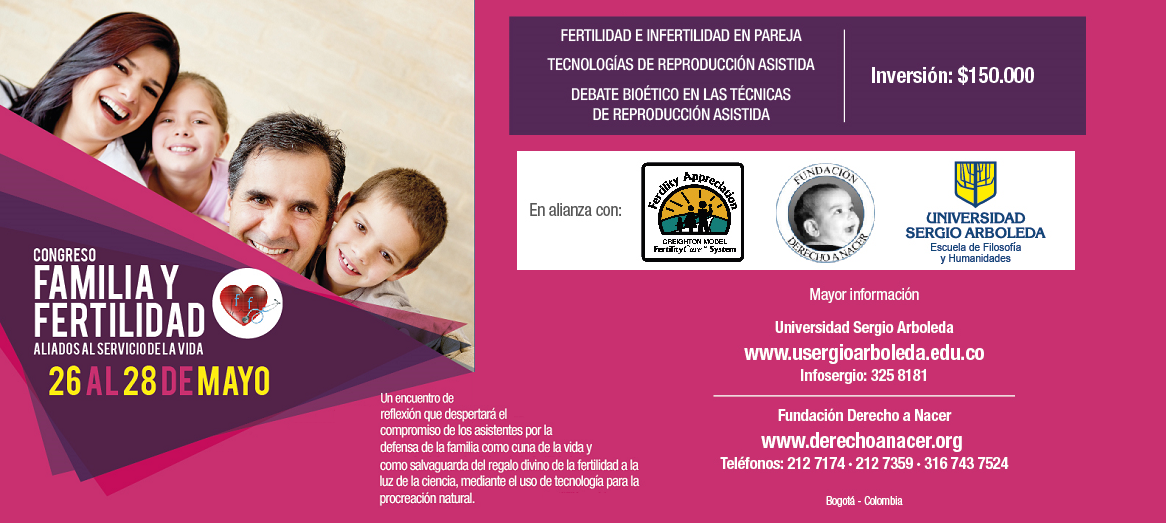 CONGRESO
FAMILIA Y
FERTILIDAD
ALIADOS AL SERVICIO DE LA VIDA
26 AL 28 DE MAYO
Un encuentro de
reflexión que despertará el
compromiso de los asistentes por la
defensa de la familia como cuna de la vida y
como salvaguarda del regalo divino de la fertilidad a la
luz de la ciencia, mediante el uso de tecnología para la
procreación natural.
FERTILIDAD E INFERTILIDAD EN PAREJA
TECNOLOGÍAS DE REPRODUCCIÓN ASISTIDA
DEBATE BIOÉTICO EN LAS TÉCNICAS
DE REPRODUCCIÓN ASISTIDA
Inversión: $150.000
En alianza con:
Fertility Appreciation
CREIGHTON MODEL
Fertility Care™ System
FUNDACIÓN
DERECHO A NACER
UNIVERSIDAD
SERGIO ARBOLEDA
Escuela de Filosofía
y Humanidades
Mayor información
Universidad Sergio Arboleda
www.usergioarboleda.edu.co
Infosergio: 325 8181
Fundación Derecho a Nacer
www.derechoanacer.org
Teléfonos: 212 7174 · 212 7359 · 316 743 7524
Bogotá - Colombia